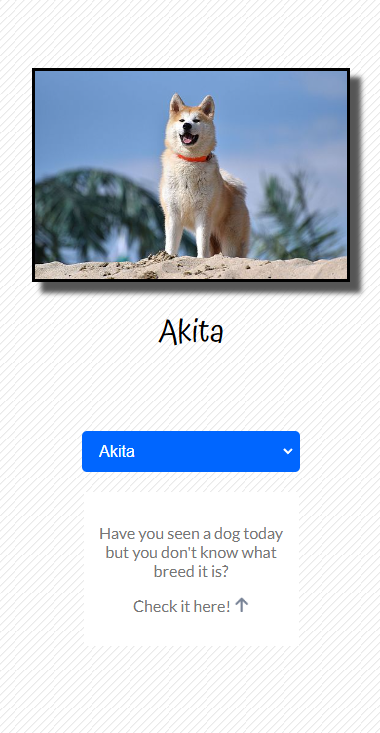 Akita
Akita
Have you seen a dog today
but you don't know what
breed it is?
Check it here! ↑